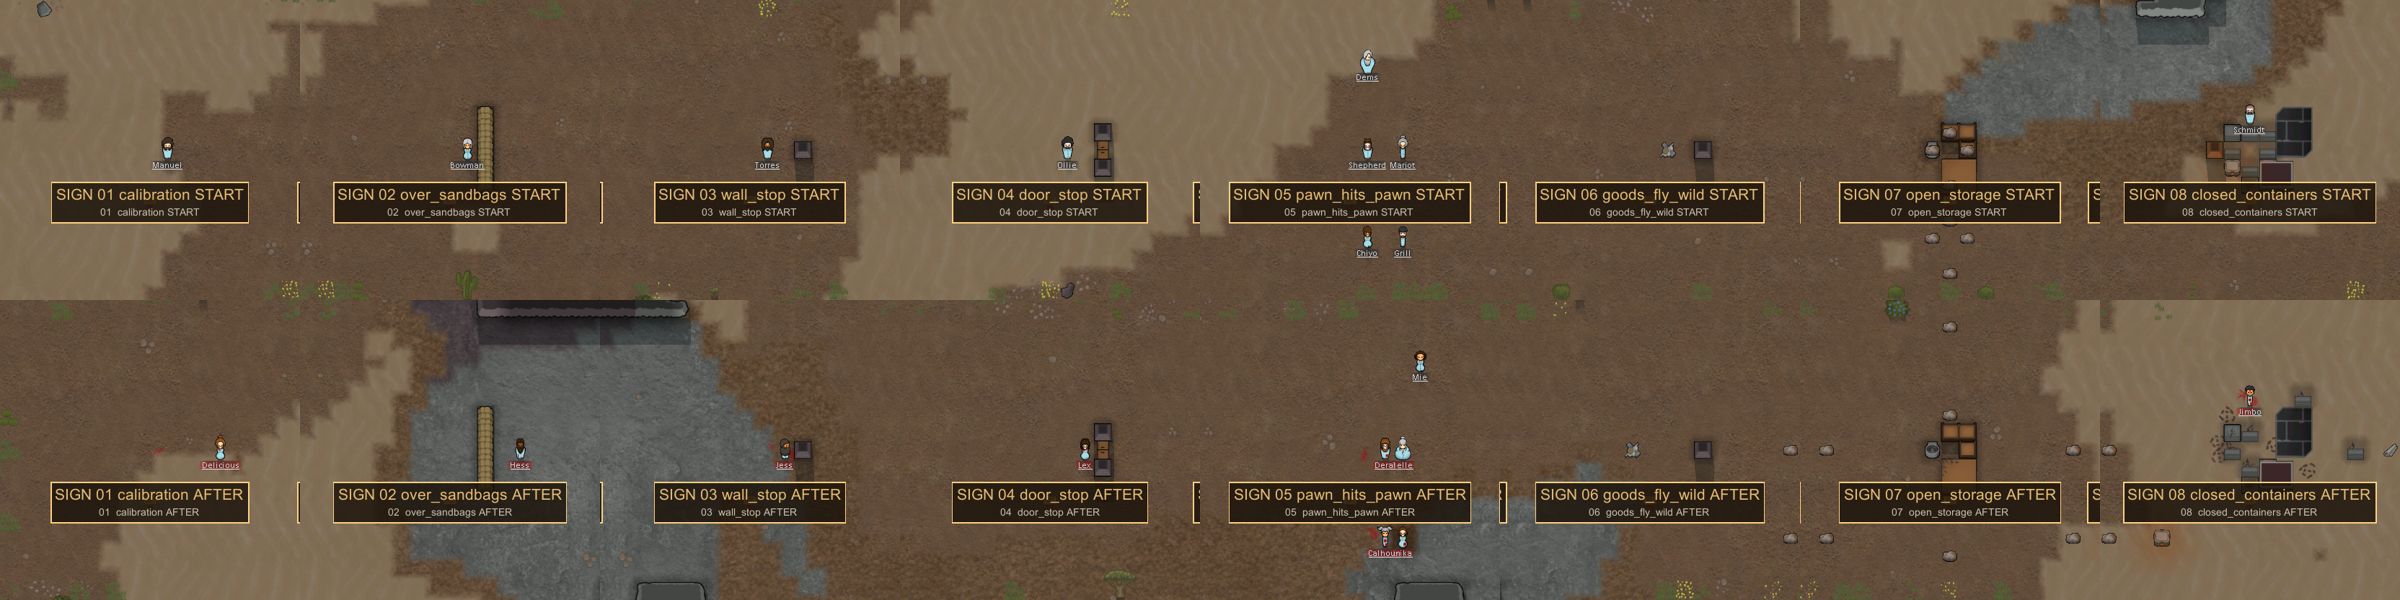 Dems
Manuel
Bowman
Torres
Ollie
Shepherd
Mariot
Schmidt
SIGN 01 calibration START
01 calibration START
SIGN 02 over_sandbags START
02 over_sandbags START
SIGN 03 wall_stop START
03 wall_stop START
SIGN 04 door_stop START
04 door_stop START
SIGN 05 pawn_hits_pawn START
05 pawn_hits_pawn START
SIGN 06 goods_fly_wild START
06 goods_fly_wild START
SIGN 07 open_storage START
07 open_storage START
SIGN 08 closed_containers START
08 closed_containers START
Chivo
Grill
Mie
Delicious
Hess
Jess
Lex
Jimbo
SIGN 01 calibration AFTER
01 calibration AFTER
SIGN 02 over_sandbags AFTER
02 over_sandbags AFTER
SIGN 03 wall_stop AFTER
03 wall_stop AFTER
SIGN 04 door_stop AFTER
04 door_stop AFTER
SIGN 05 pawn_hits_pawn AFTER
05 pawn_hits_pawn AFTER
SIGN 06 goods_fly_wild AFTER
06 goods_fly_wild AFTER
SIGN 07 open_storage AFTER
07 open_storage AFTER
SIGN 08 closed_containers AFTER
08 closed_containers AFTER